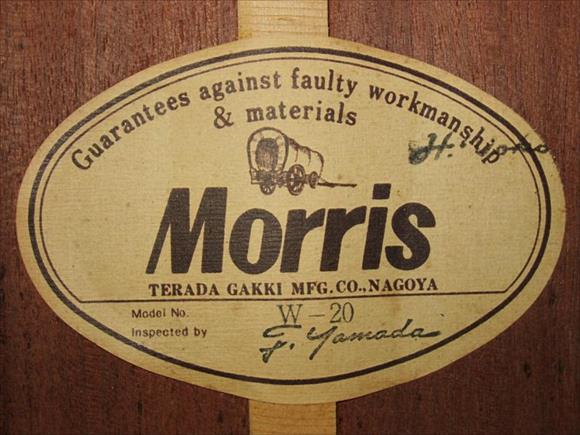 Guarantees against faulty workmanship
& materials
H.
Morris
TERADA GAKKI MFG.CO.,NAGOYA
Model No. W-20
Inspected by J. Yamada